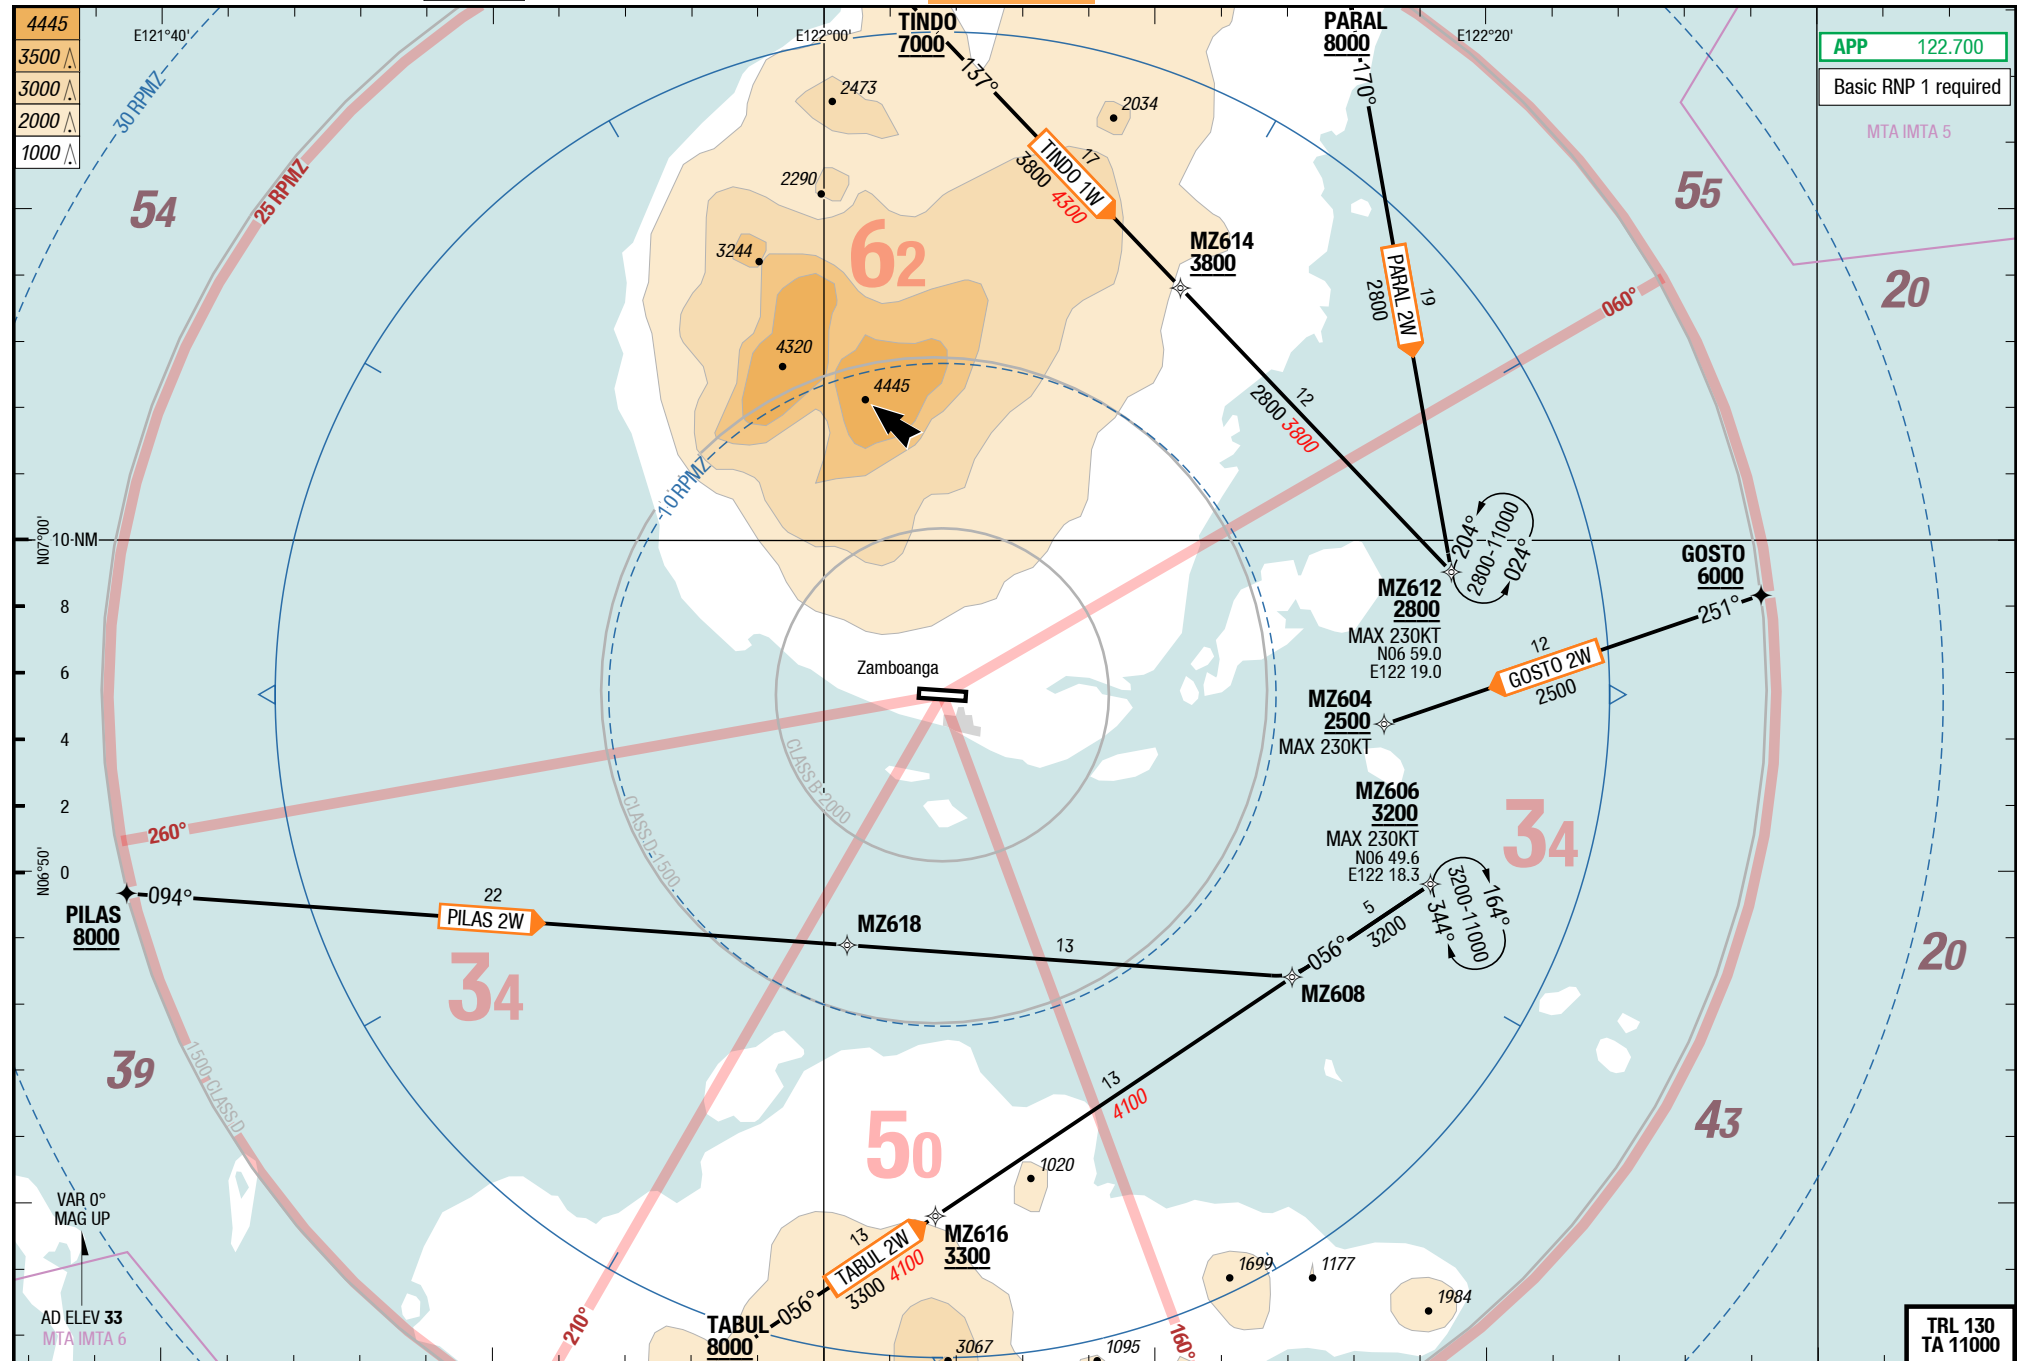 4445
3500
3000
2000
1000
E121°40'
E122°00'
E122°20'
TINDO
7000
PARAL
8000
APP 122.700
Basic RNP 1 required
MTA IMTA 5
30 RPMZ
25 RPMZ
137°
170°
2473
2034
2290
3244
4320
4445
54
62
55
20
17
TINDO 1W
3800 4300
MZ614
3800
19
PARAL 2W
2800
060°
12
2800 3800
10 RPMZ
N07°00'
10 NM
8
6
4
2
0
N06°50'
204°
2800-11000
024°
MZ612
2800
MAX 230KT
N06 59.0
E122 19.0
GOSTO
6000
251°
12
GOSTO 2W
2500
MZ604
2500
MAX 230KT
Zamboanga
CLASS B 2000
CLASS D 1500
260°
094°
PILAS
8000
22
PILAS 2W
MZ618
13
MZ606
3200
MAX 230KT
N06 49.6
E122 18.3
3200-11000
164°
344°
5
056°
3200
MZ608
34
34
20
39
43
50
1500 CLASS D
13
4100
1020
MZ616
3300
13
TABUL 2W
3300 4100
056°
TABUL
8000
210°
160°
3067
1095
1699
1177
1984
VAR 0°
MAG UP
AD ELEV 33
MTA IMTA 6
TRL 130
TA 11000